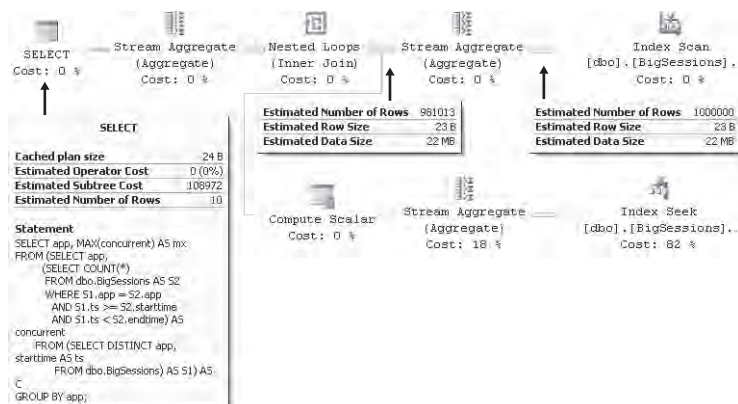 SELECT
Cost: 0 %
Stream Aggregate
(Aggregate)
Cost: 0 %
Nested Loops
(Inner Join)
Cost: 0 %
Stream Aggregate
(Aggregate)
Cost: 0 %
Index Scan
[dbo].[BigSessions].
Cost: 0 %
SELECT
Cached plan size 24 B
Estimated Operator Cost 0 (0%)
Estimated Subtree Cost 108972
Estimated Number of Rows 10
Statement
SELECT app, MAX(concurrent) AS mx
FROM (SELECT app,
(SELECT COUNT(*)
FROM dbo.BigSessions AS S2
WHERE S1.app = S2.app
AND S1.ts >= S2.starttime
AND S1.ts < S2.endtime) AS
concurrent
FROM (SELECT DISTINCT app,
starttime AS ts
FROM dbo.BigSessions) AS S1) AS
C
GROUP BY app;
Estimated Number of Rows 981013
Estimated Row Size 23 B
Estimated Data Size 22 MB
Estimated Number of Rows 1000000
Estimated Row Size 23 B
Estimated Data Size 22 MB
Compute Scalar
Cost: 0 %
Stream Aggregate
(Aggregate)
Cost: 18 %
Index Seek
[dbo].[BigSessions].
Cost: 82 %